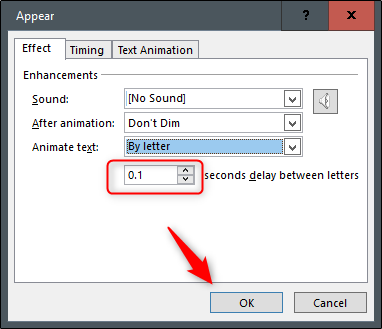 Appear
? X
Effect Timing Text Animation
Enhancements
Sound: [No Sound]
After animation: Don't Dim
Animate text: By letter
0.1 seconds delay between letters
OK Cancel